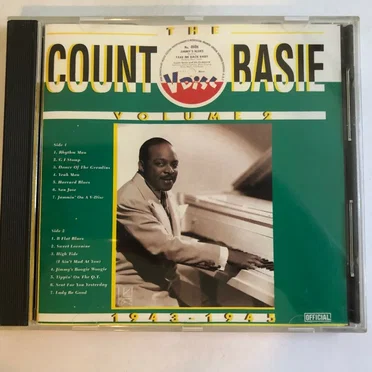 THE
COUNT V-DISC BASIE
VOLUME 2
Side 1
1. Rhythm Man
2. G.I Stomp
3. Dance Of The Gremlins
4. Yeah Man
5. Harvard Blues
6. San Jose
7. Jammin' On A V-Disc
Side 2
1. B Flat Blues
2. Sweet Lorraine
3. High Tide
(I Ain't Mad At You)
4. Jimmy's Boogie Woogie
5. Tippin' On The Q.T.
6. Sent For You Yesterday
7. Lady Be Good
1943-1945
OFFICIAL